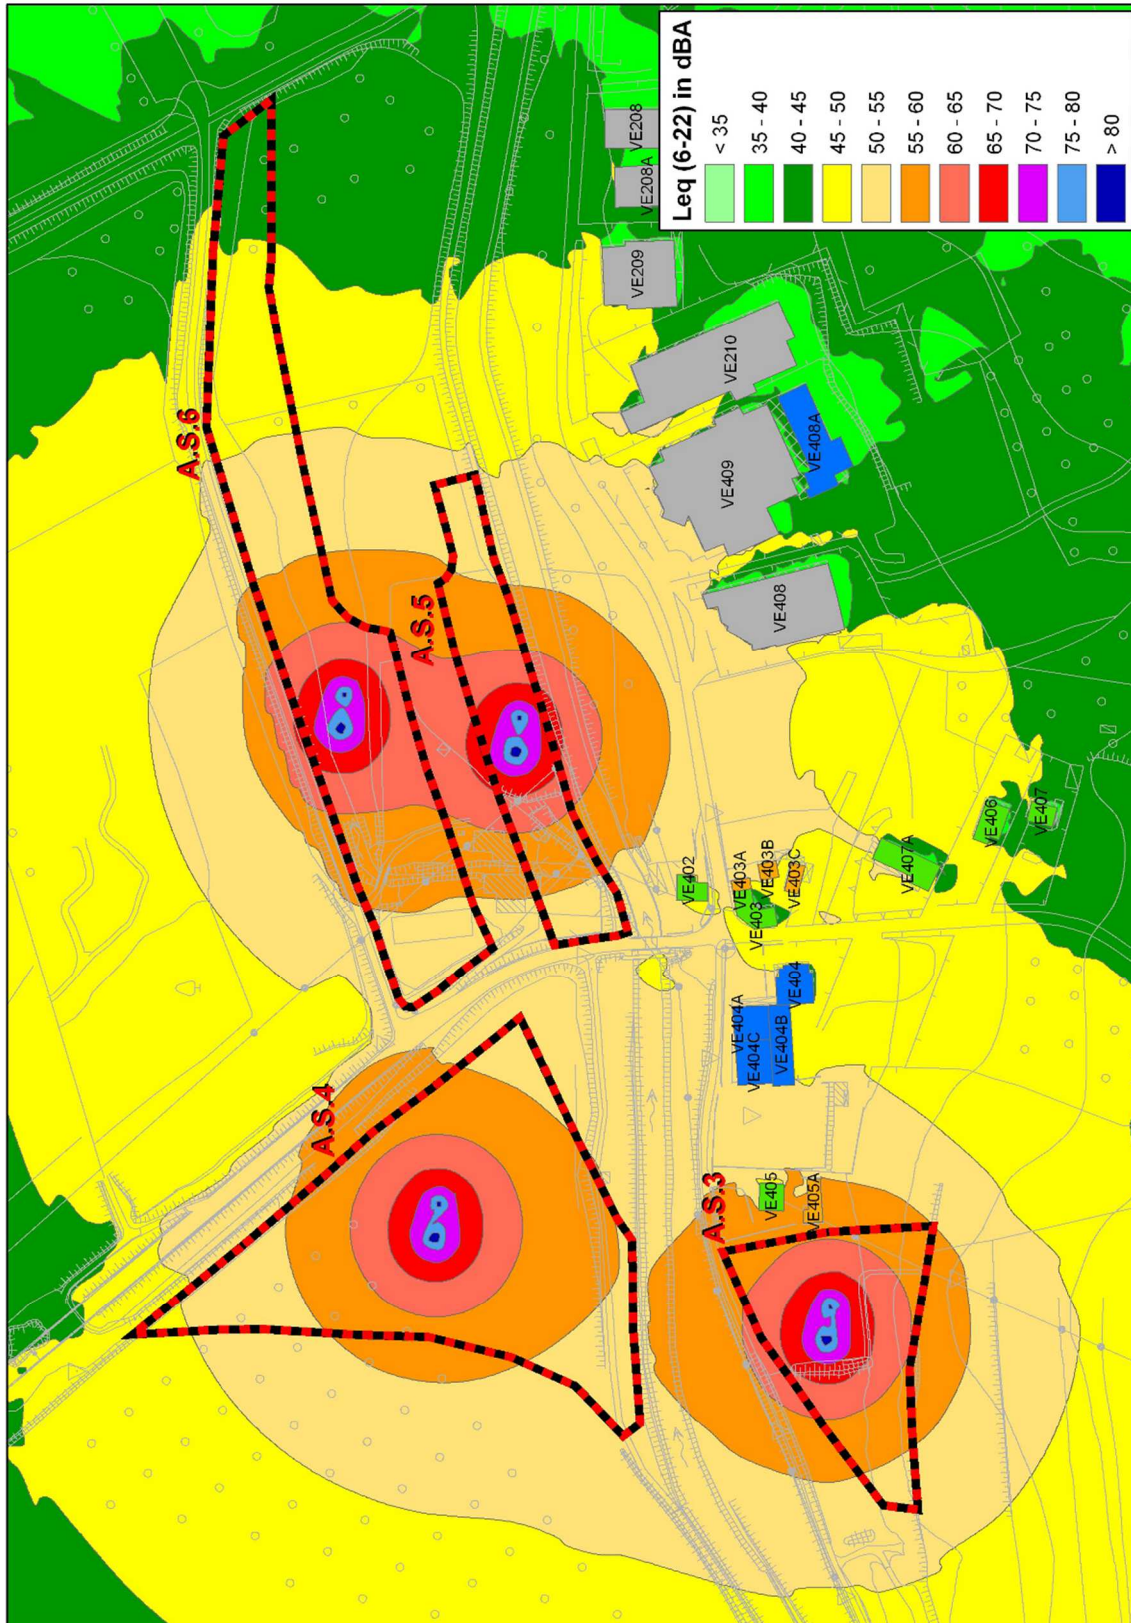 A.S.6
A.S.5
A.S.4
A.S.3
VE208
VE208A
VE209
VE210
VE409
VE408A
VE408
VE402
VE403A
VE403B
VE403C
VE403
VE407A
VE406
VE407
VE404
VE404A
VE404C
VE404B
VE405
VE405A
Leq (6-22) in dBA
< 35
35 - 40
40 - 45
45 - 50
50 - 55
55 - 60
60 - 65
65 - 70
70 - 75
75 - 80
> 80